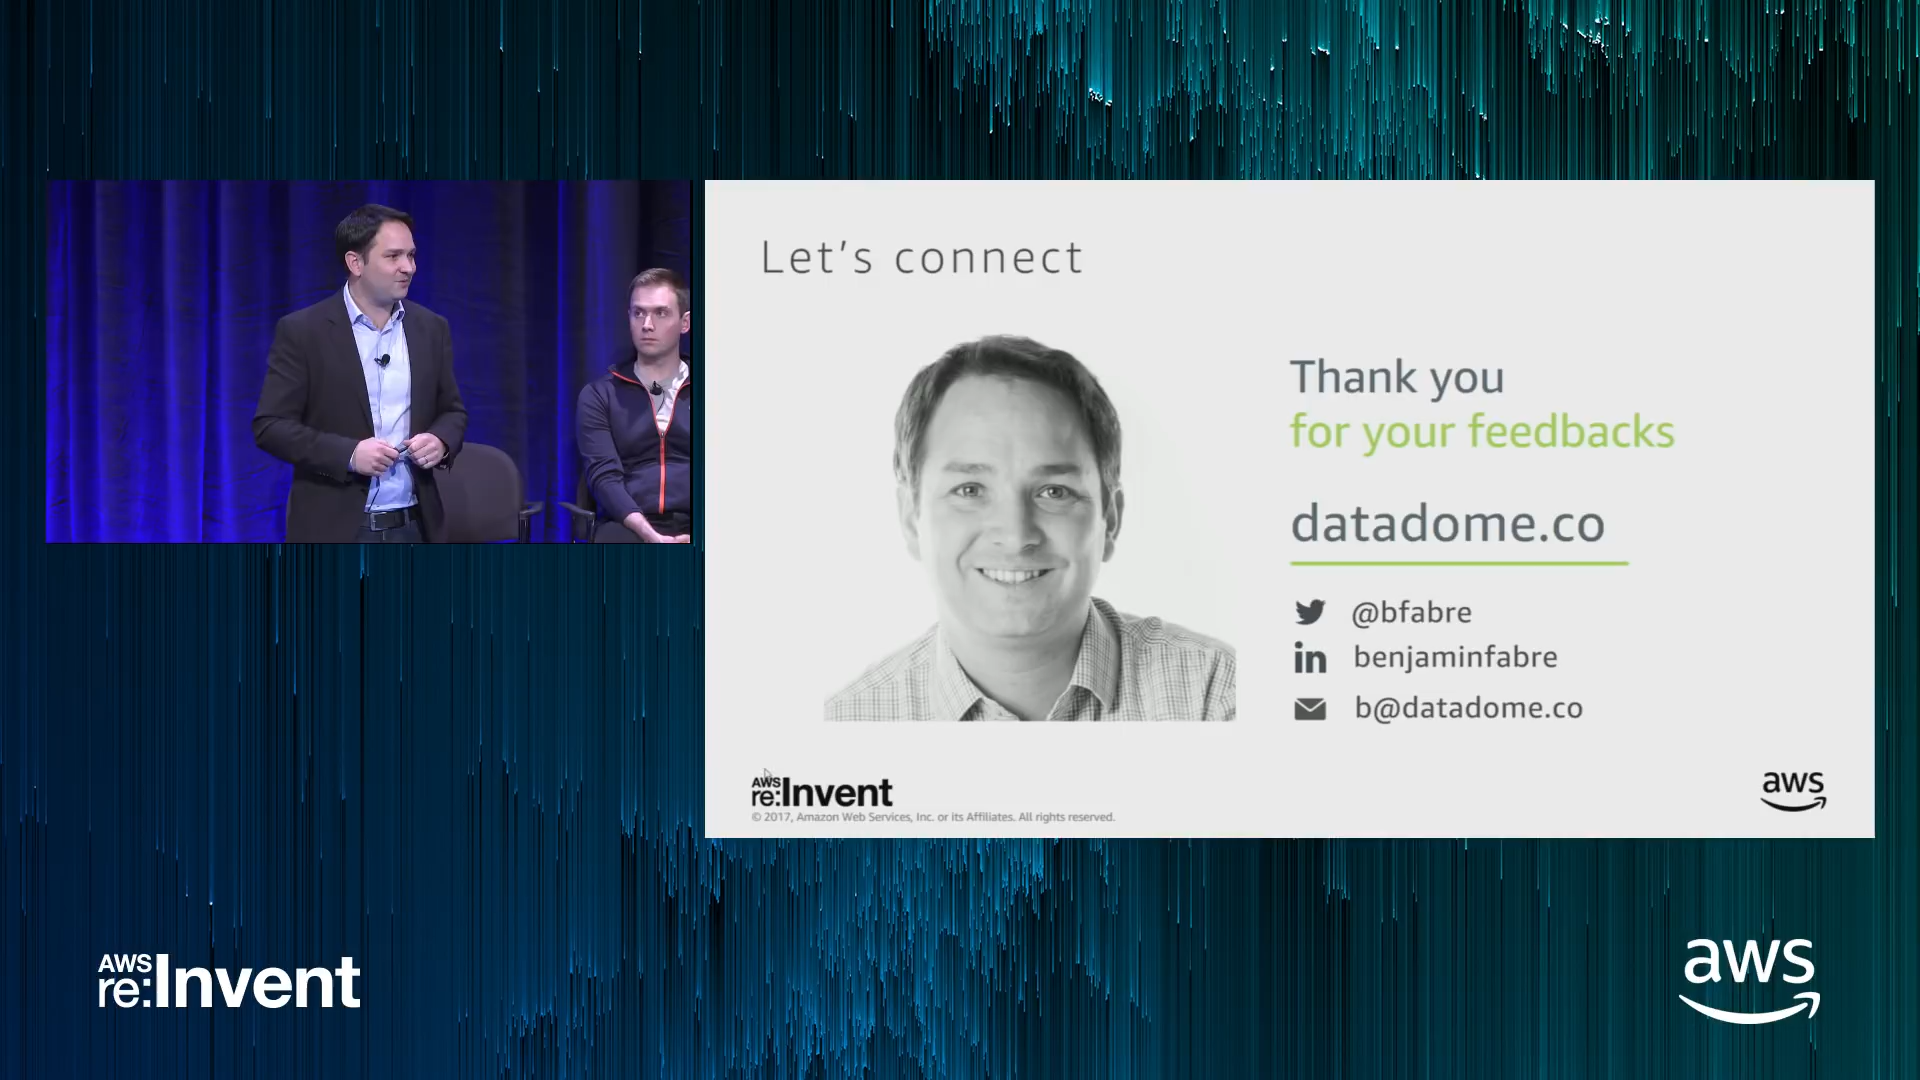 Let's connect
Thank you
for your feedbacks
datadome.co
@bfabre
in benjaminfabre
b@datadome.co
AWS
re:Invent
© 2017, Amazon Web Services, Inc. or its Affiliates. All rights reserved.
aws
AWS
re:Invent
aws